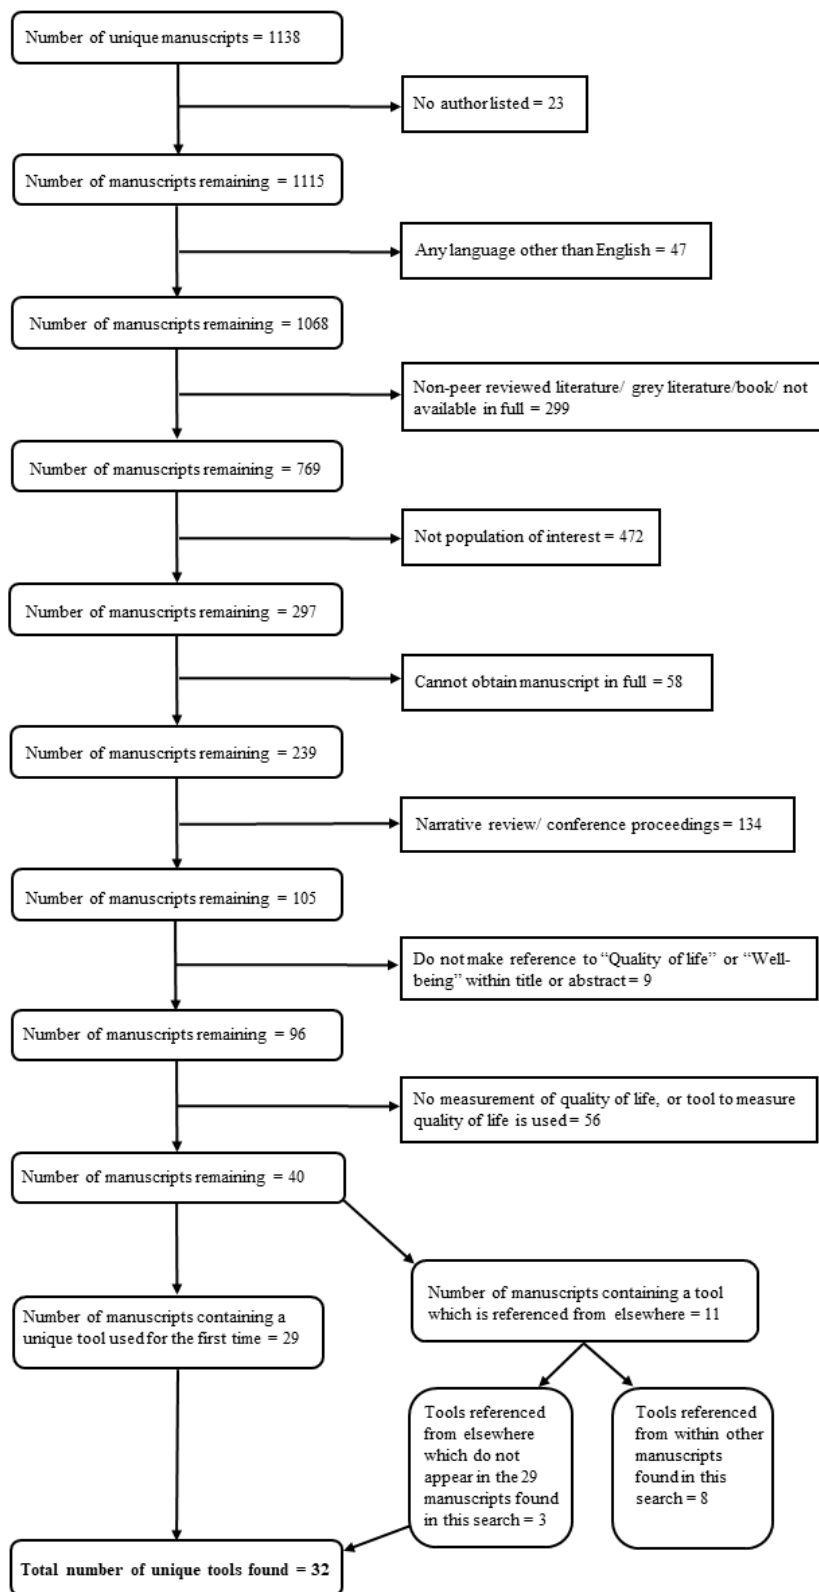 Number of unique manuscripts = 1138
No author listed = 23
Number of manuscripts remaining = 1115
Any language other than English = 47
Number of manuscripts remaining = 1068
Non-peer reviewed literature/ grey literature/book/ not
available in full = 299
Number of manuscripts remaining = 769
Not population of interest = 472
Number of manuscripts remaining = 297
Cannot obtain manuscript in full = 58
Number of manuscripts remaining = 239
Narrative review/ conference proceedings = 134
Number of manuscripts remaining = 105
Do not make reference to “Quality of life” or “Well-
being” within title or abstract = 9
Number of manuscripts remaining = 96
No measurement of quality of life, or tool to measure
quality of life is used = 56
Number of manuscripts remaining = 40
Number of manuscripts containing a tool
which is referenced from elsewhere = 11
Number of manuscripts containing a
unique tool used for the first time = 29
Tools referenced
from elsewhere
which do not
appear in the 29
manuscripts found
in this search = 3
Tools referenced
from within other
manuscripts
found in this
search = 8
Total number of unique tools found = 32